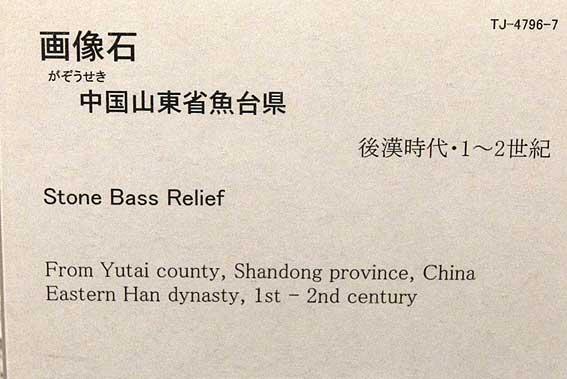 TJ-4796-7
画像石
がぞうせき
中国山東省魚台県
後漢時代・1〜2世紀
Stone Bass Relief
From Yutai county, Shandong province, China
Eastern Han dynasty, 1st - 2nd century